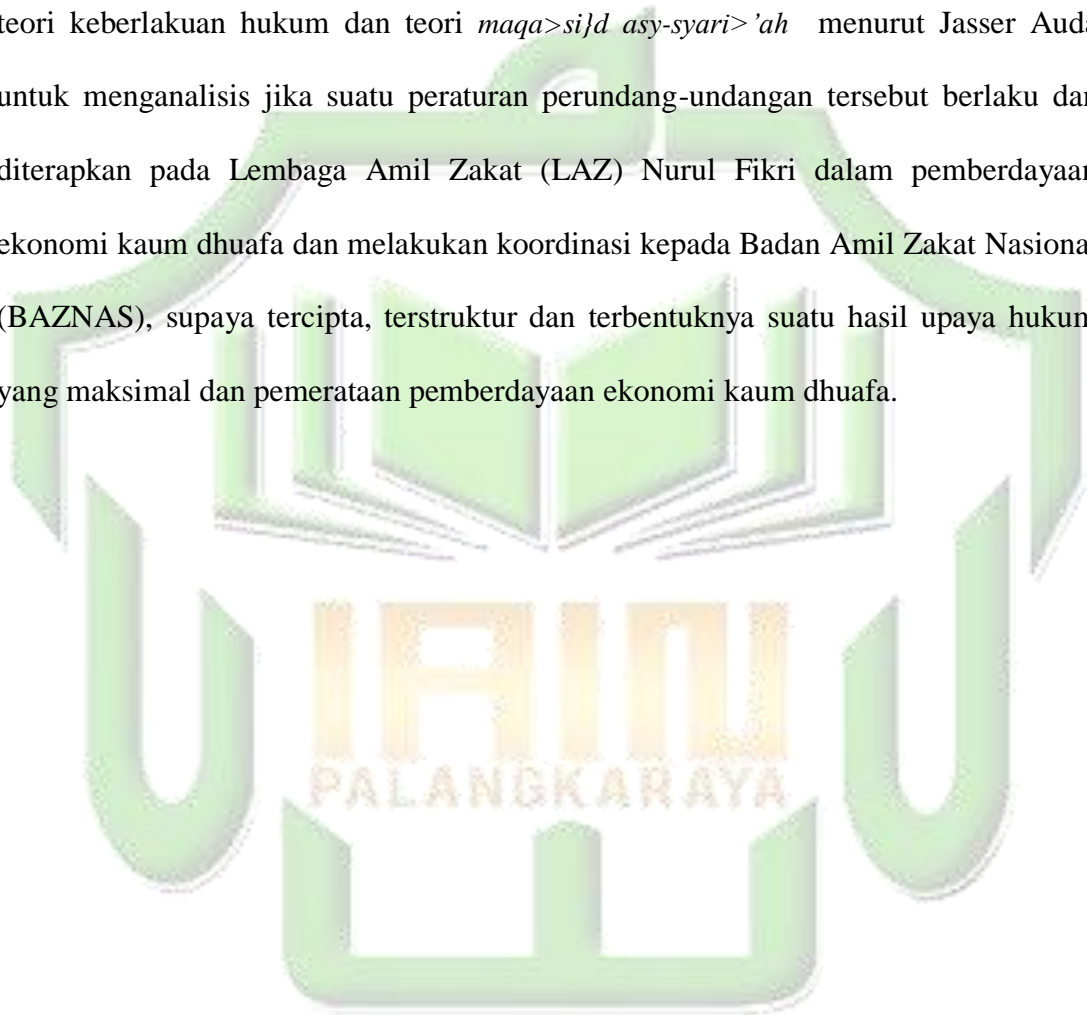 teori keberlakuan hukum dan teori maqa>si}d asy-syari>’ah menurut Jasser Auda
untuk menganalisis jika suatu peraturan perundang-undangan tersebut berlaku dan
diterapkan pada Lembaga Amil Zakat (LAZ) Nurul Fikri dalam pemberdayaan
ekonomi kaum dhuafa dan melakukan koordinasi kepada Badan Amil Zakat Nasional
(BAZNAS), supaya tercipta, terstruktur dan terbentuknya suatu hasil upaya hukum
yang maksimal dan pemerataan pemberdayaan ekonomi kaum dhuafa.
IAIN
PALANGKARAYA